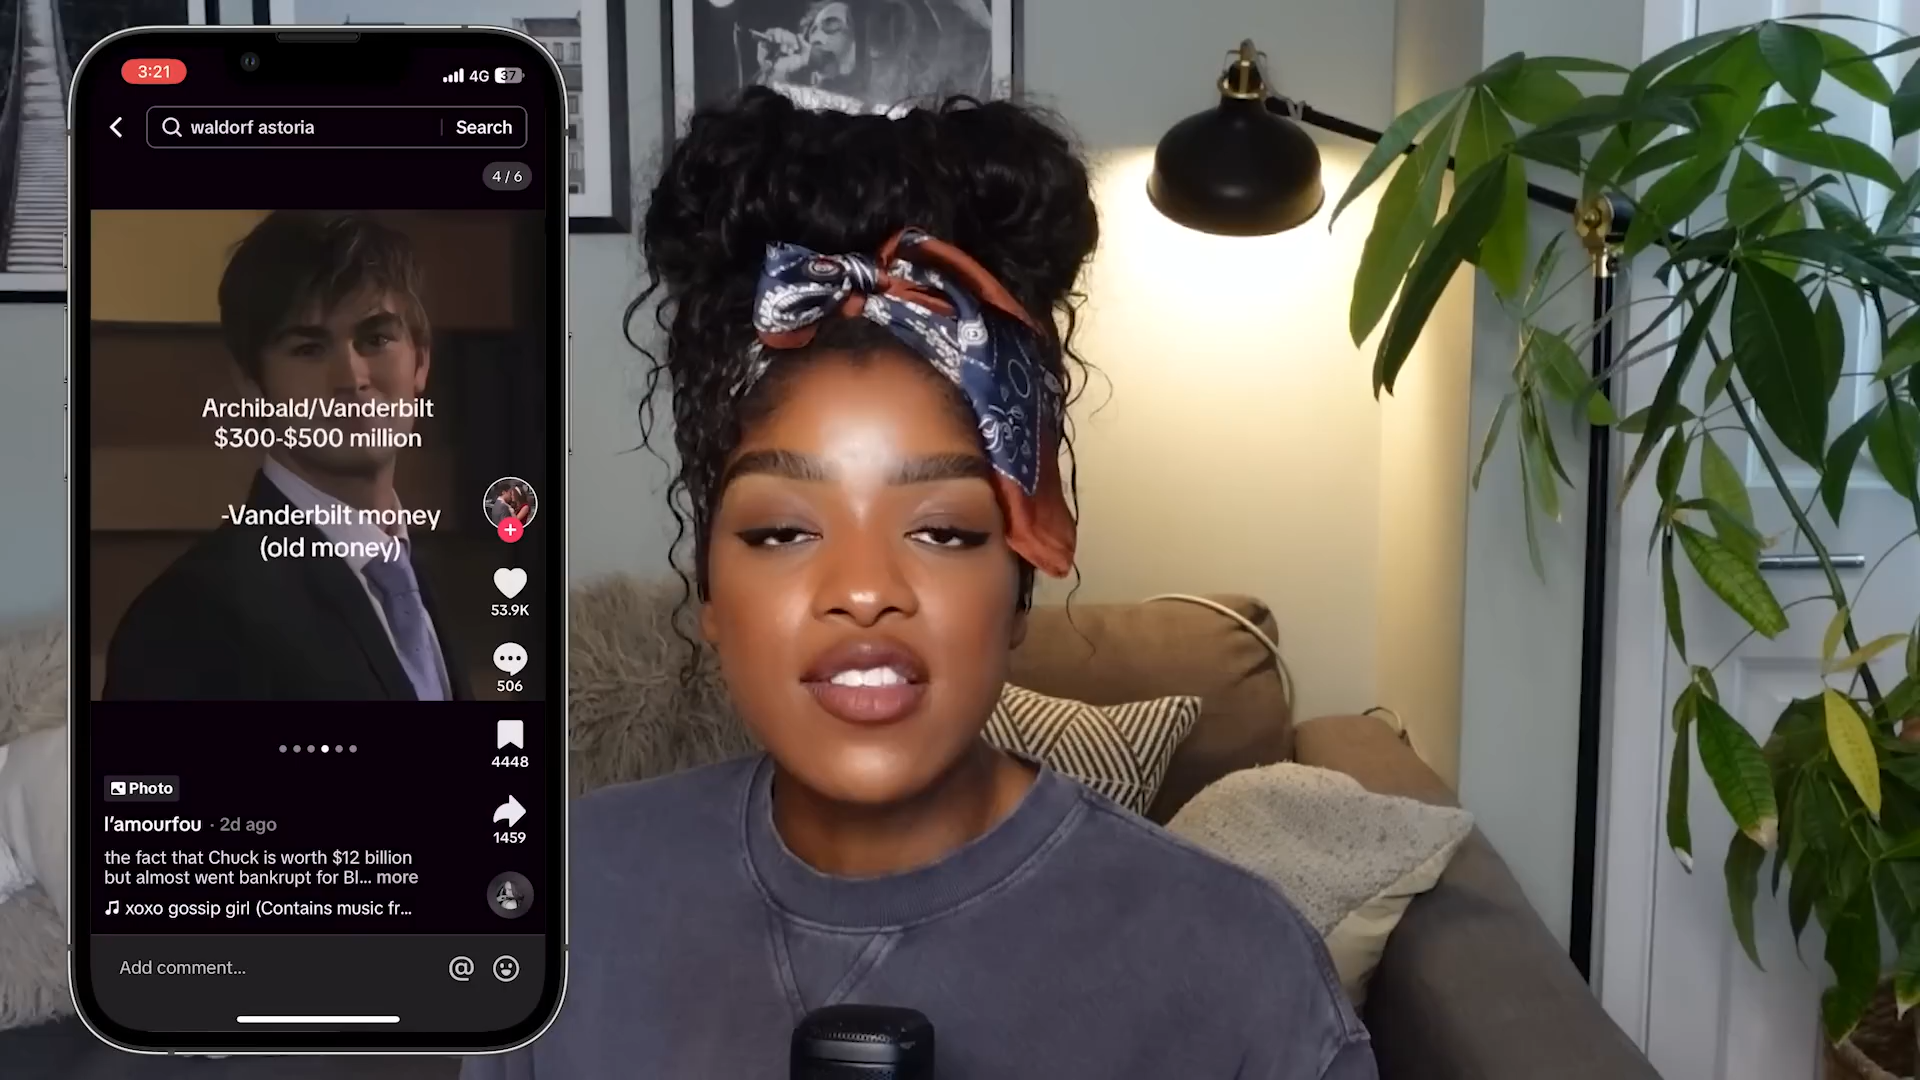 3:21
4G 37
waldorf astoria
Search
4 / 6
Archibald/Vanderbilt
$300-$500 million
-Vanderbilt money
(old money)
53.9K
506
4448
1459
Photo
l'amourfou · 2d ago
the fact that Chuck is worth $12 billion
but almost went bankrupt for Bl... more
xoxo gossip girl (Contains music fr...
Add comment...
@